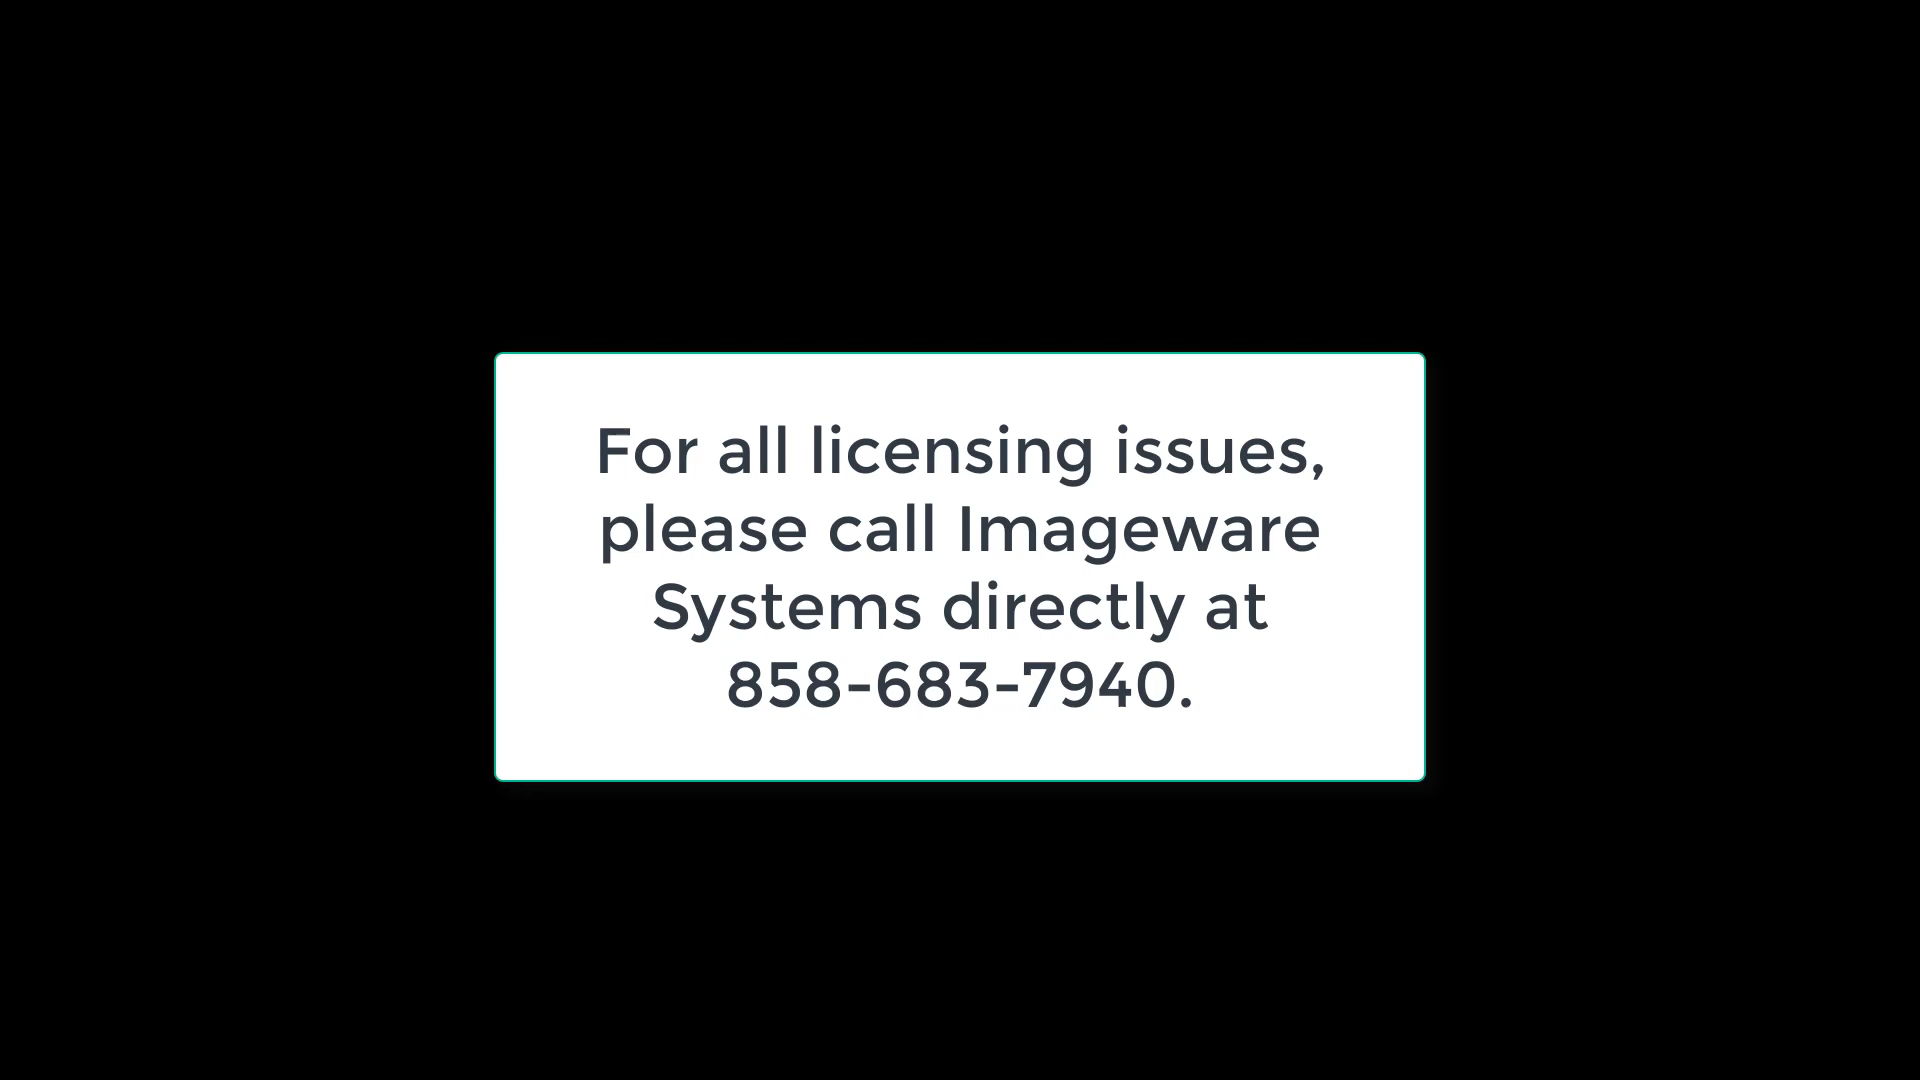 For all licensing issues,
please call Imageware
Systems directly at
858-683-7940.